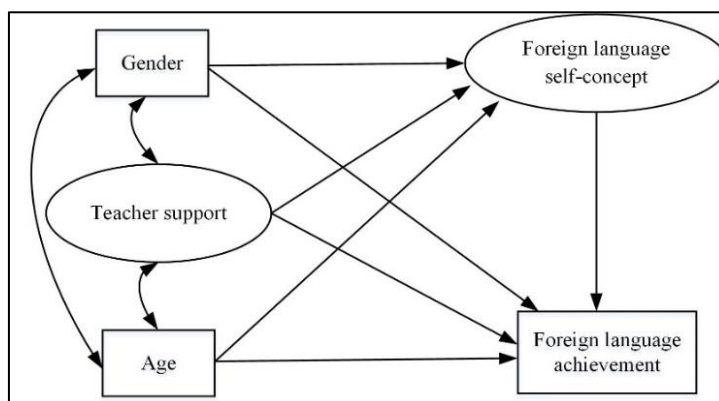 Gender
Foreign language
self-concept
Teacher support
Age
Foreign language
achievement